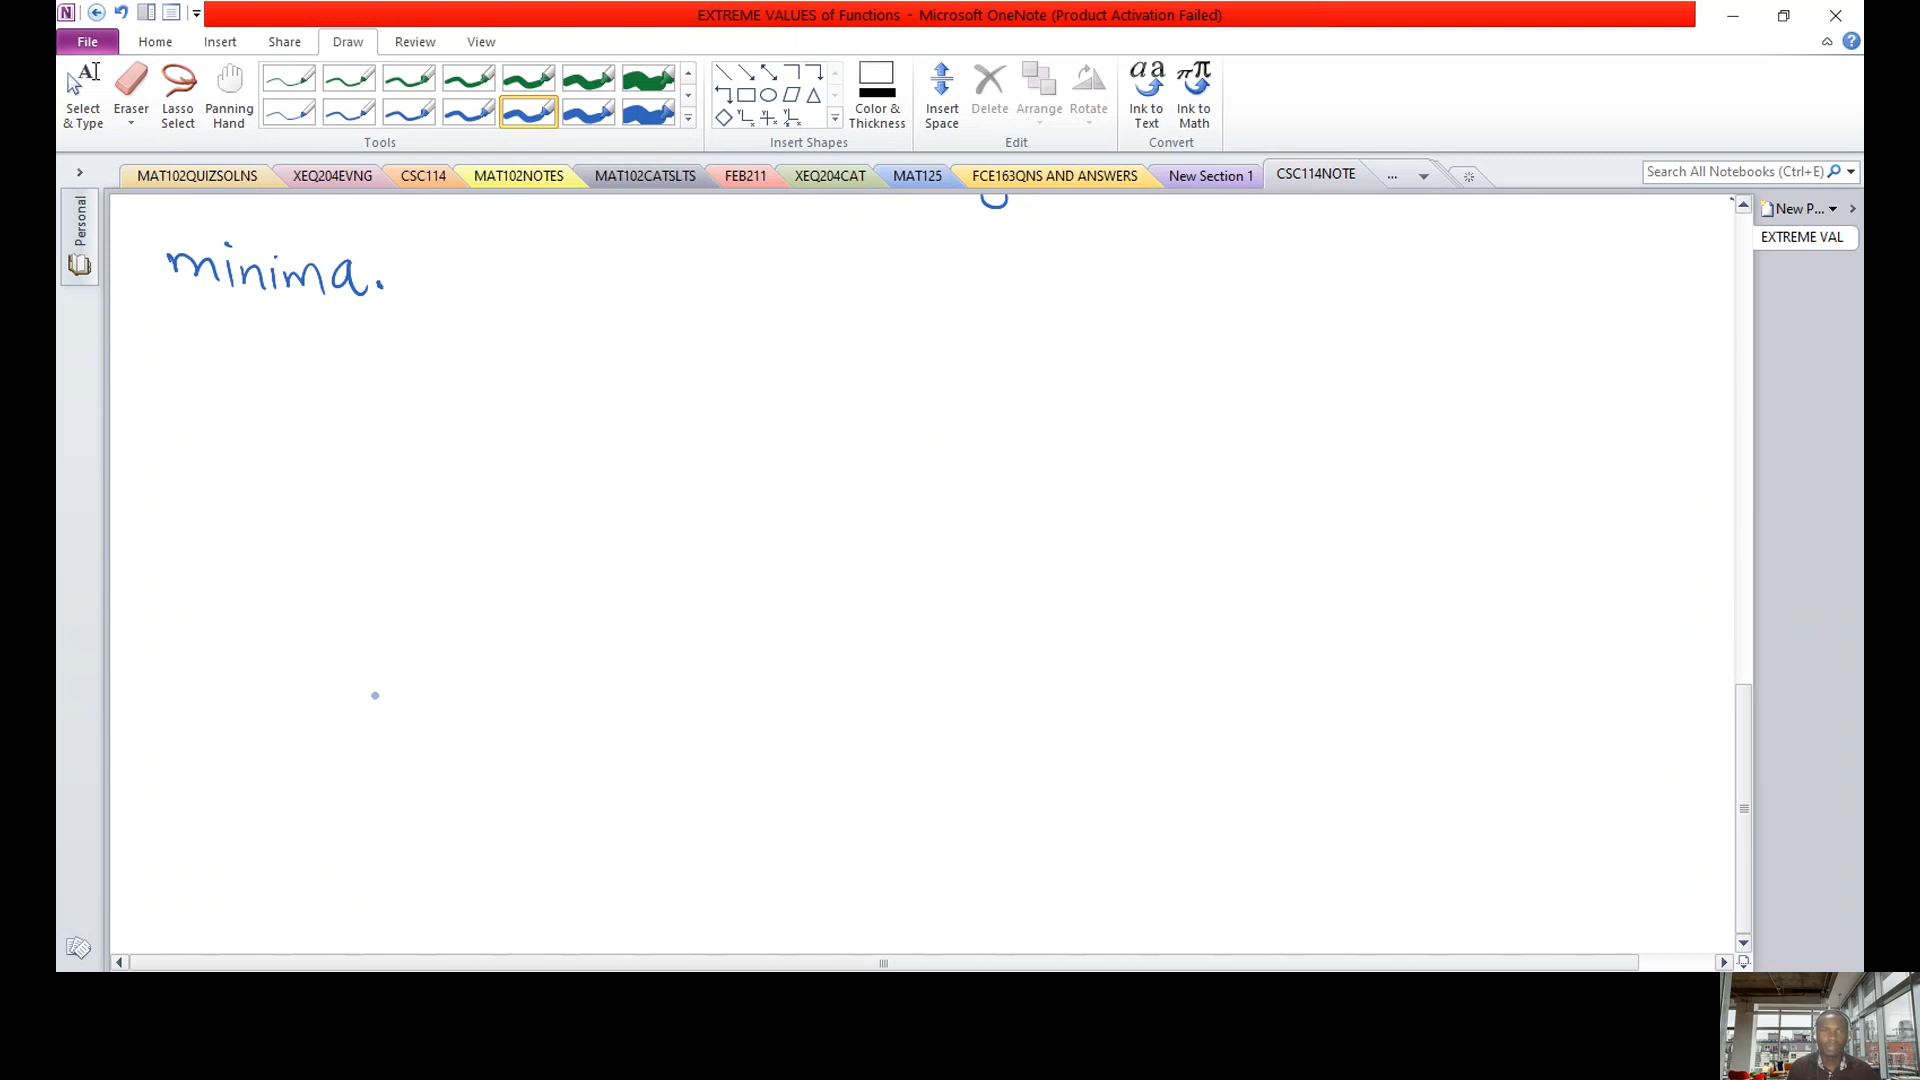 EXTREME VALUES of Functions - Microsoft OneNote (Product Activation Failed)
File Home Insert Share Draw Review View
Select & Type
Eraser
Lasso Select
Panning Hand
Color & Thickness
Insert Space
Delete
Arrange
Rotate
Ink to Text
Ink to Math
Tools
Insert Shapes
Edit
Convert
MAT102QUIZSOLNS XEQ204EVNG CSC114 MAT102NOTES MAT102CATSLTS FEB211 XEQ204CAT MAT125 FCE163QNS AND ANSWERS New Section 1 CSC114NOTE ...
Search All Notebooks (Ctrl+E)
Personal
New P...
EXTREME VAL
minima.